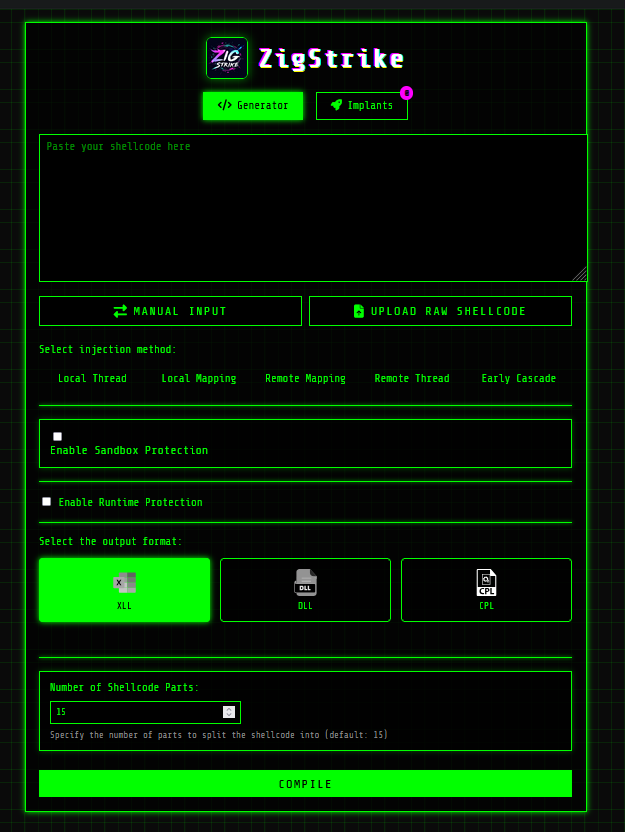 ZIG
STRIKE
ZigStrike
</> Generator
Implants
Paste your shellcode here
MANUAL INPUT
UPLOAD RAW SHELLCODE
Select injection method:
Local Thread
Local Mapping
Remote Mapping
Remote Thread
Early Cascade
Enable Sandbox Protection
Enable Runtime Protection
Select the output format:
X
XLL
DLL
DLL
CPL
CPL
Number of Shellcode Parts:
15
Specify the number of parts to split the shellcode into (default: 15)
COMPILE